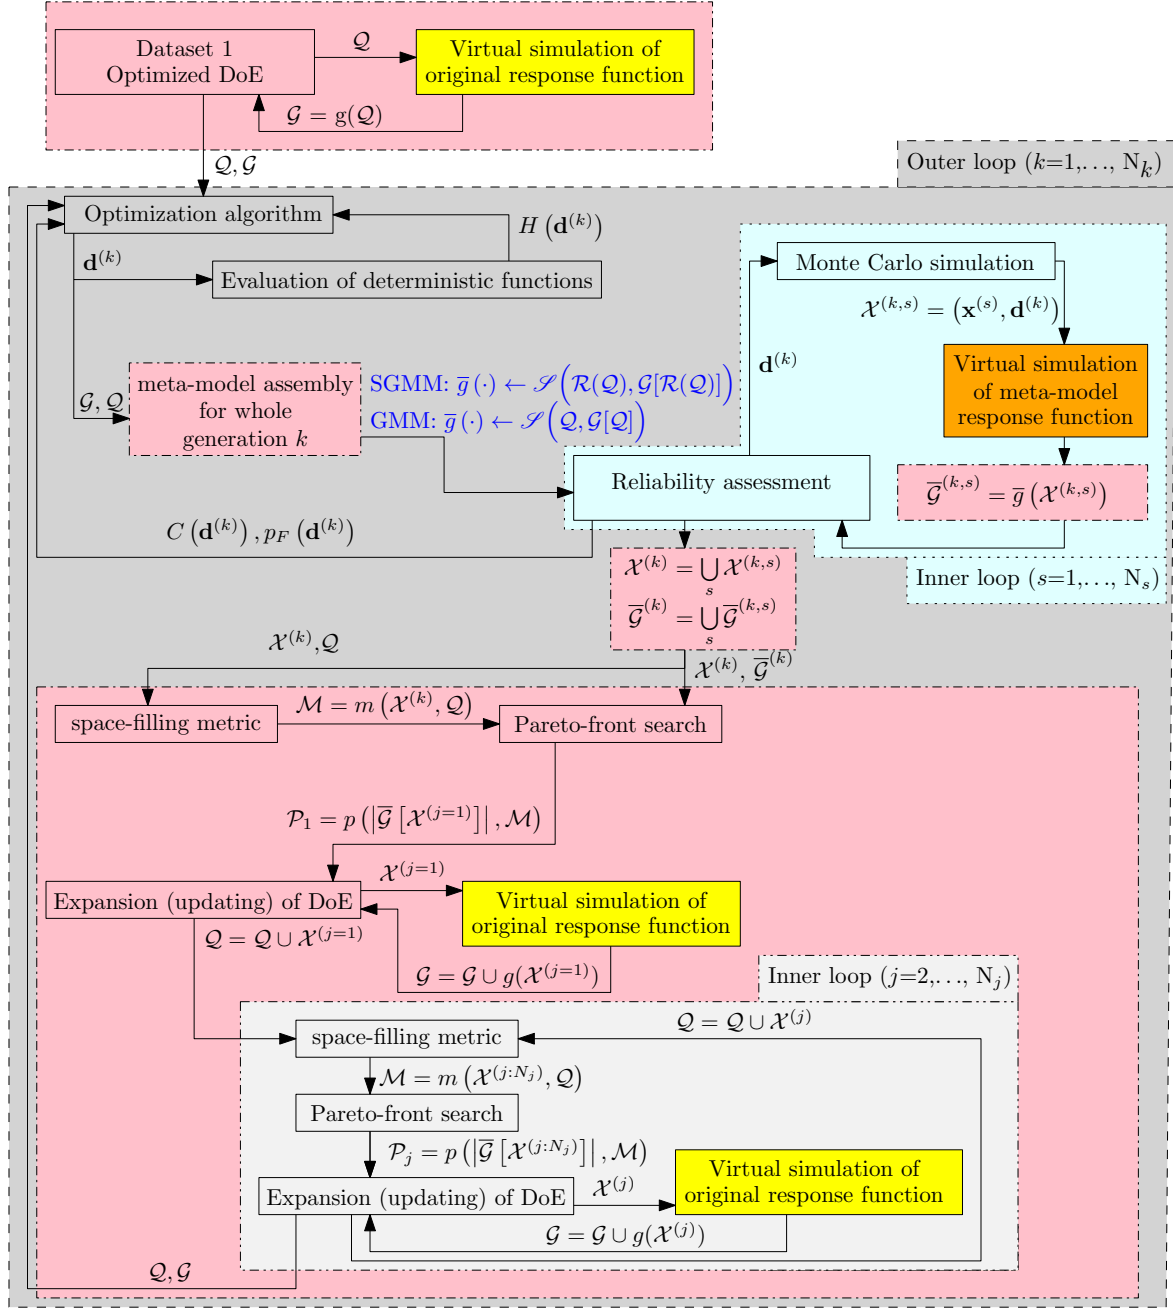 Dataset 1
Optimized DoE
𝒬
Virtual simulation of
original response function
𝒢 = g(𝒬)
𝒬, 𝒢
Outer loop (k=1,…, N_k)
Optimization algorithm
H (𝐝^(k))
𝐝^(k)
Evaluation of deterministic functions
Monte Carlo simulation
𝒳^(k,s) = (𝐱^(s), 𝐝^(k))
𝐝^(k)
Virtual simulation
of meta-model
response function
𝒢, 𝒬
meta-model assembly
for whole
generation k
SGMM: g̅ (·) ← 𝒮(ℛ(𝒬), 𝒢[ℛ(𝒬)])
GMM: g̅ (·) ← 𝒮(𝒬, 𝒢[𝒬])
Reliability assessment
𝒢̅^(k,s) = g̅ (𝒳^(k,s))
C (𝐝^(k)) , p_F (𝐝^(k))
Inner loop (s=1,…, N_s)
𝒳^(k) = ⋃_s 𝒳^(k,s)
𝒢̅^(k) = ⋃_s 𝒢̅^(k,s)
𝒳^(k),𝒬
𝒳^(k), 𝒢̅^(k)
space-filling metric
ℳ = m (𝒳^(k), 𝒬)
Pareto-front search
𝒫_1 = p (|𝒢̅ [𝒳^(j=1)]| , ℳ)
Expansion (updating) of DoE
𝒳^(j=1)
Virtual simulation of
original response function
𝒬 = 𝒬 ∪ 𝒳^(j=1)
𝒢 = 𝒢 ∪ g(𝒳^(j=1))
Inner loop (j=2,…, N_j)
𝒬 = 𝒬 ∪ 𝒳^(j)
space-filling metric
ℳ = m (𝒳^(j:N_j), 𝒬)
Pareto-front search
𝒫_j = p (|𝒢̅ [𝒳^(j:N_j)]| , ℳ)
Expansion (updating) of DoE
𝒳^(j)
Virtual simulation of
original response function
𝒢 = 𝒢 ∪ g(𝒳^(j))
𝒬, 𝒢